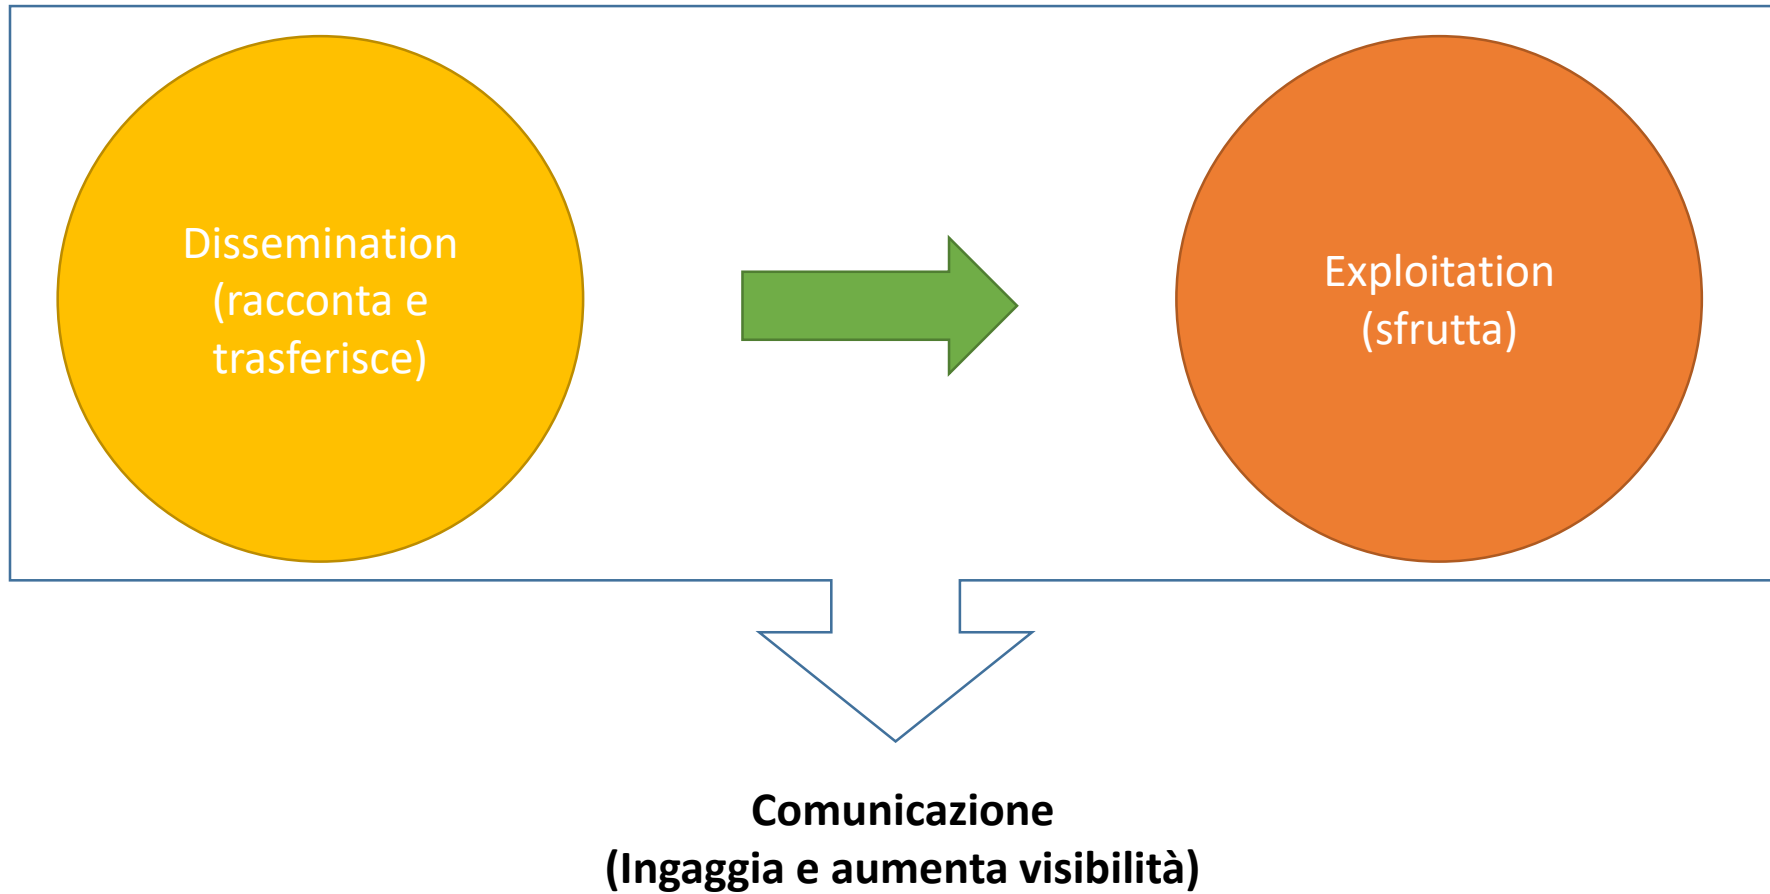 Dissemination
(racconta e
trasferisce)
Exploitation
(sfrutta)
Comunicazione
(Ingaggia e aumenta visibilità)